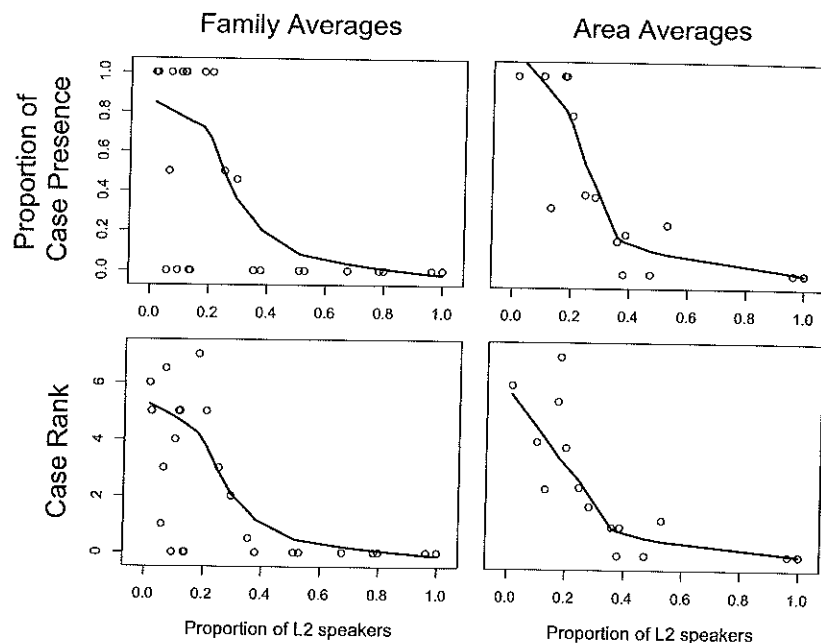 Family Averages
Area Averages
Proportion of
Case Presence
1.0
0.8
0.6
0.4
0.2
0.0
0.0 0.2 0.4 0.6 0.8 1.0
0.0 0.2 0.4 0.6 0.8 1.0
Case Rank
6
4
2
0
0.0 0.2 0.4 0.6 0.8 1.0
0.0 0.2 0.4 0.6 0.8 1.0
Proportion of L2 speakers
Proportion of L2 speakers